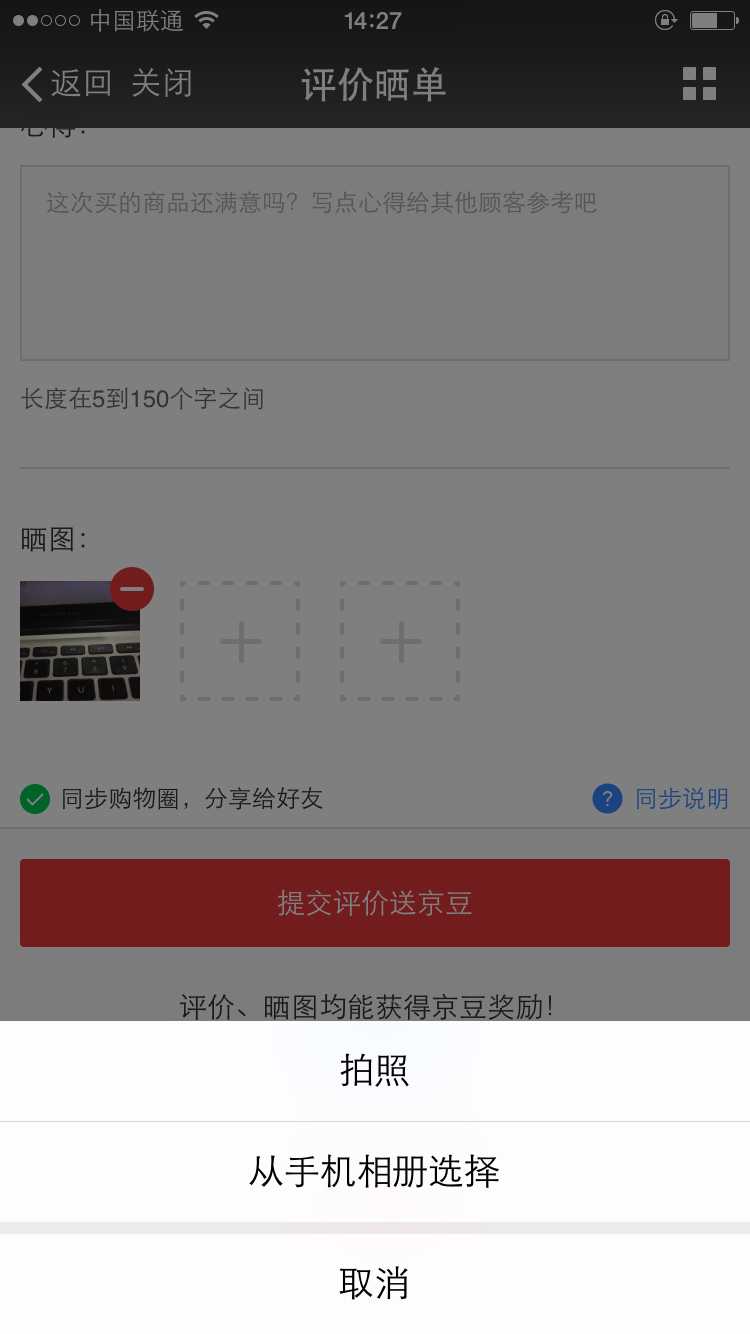 中国联通 14:27
返回 关闭 评价晒单
心得:
这次买的商品还满意吗？写点心得给其他顾客参考吧
长度在5到150个字之间
晒图:
Y U I
同步购物圈，分享给好友 ? 同步说明
提交评价送京豆
评价、晒图均能获得京豆奖励！
拍照
从手机相册选择
取消